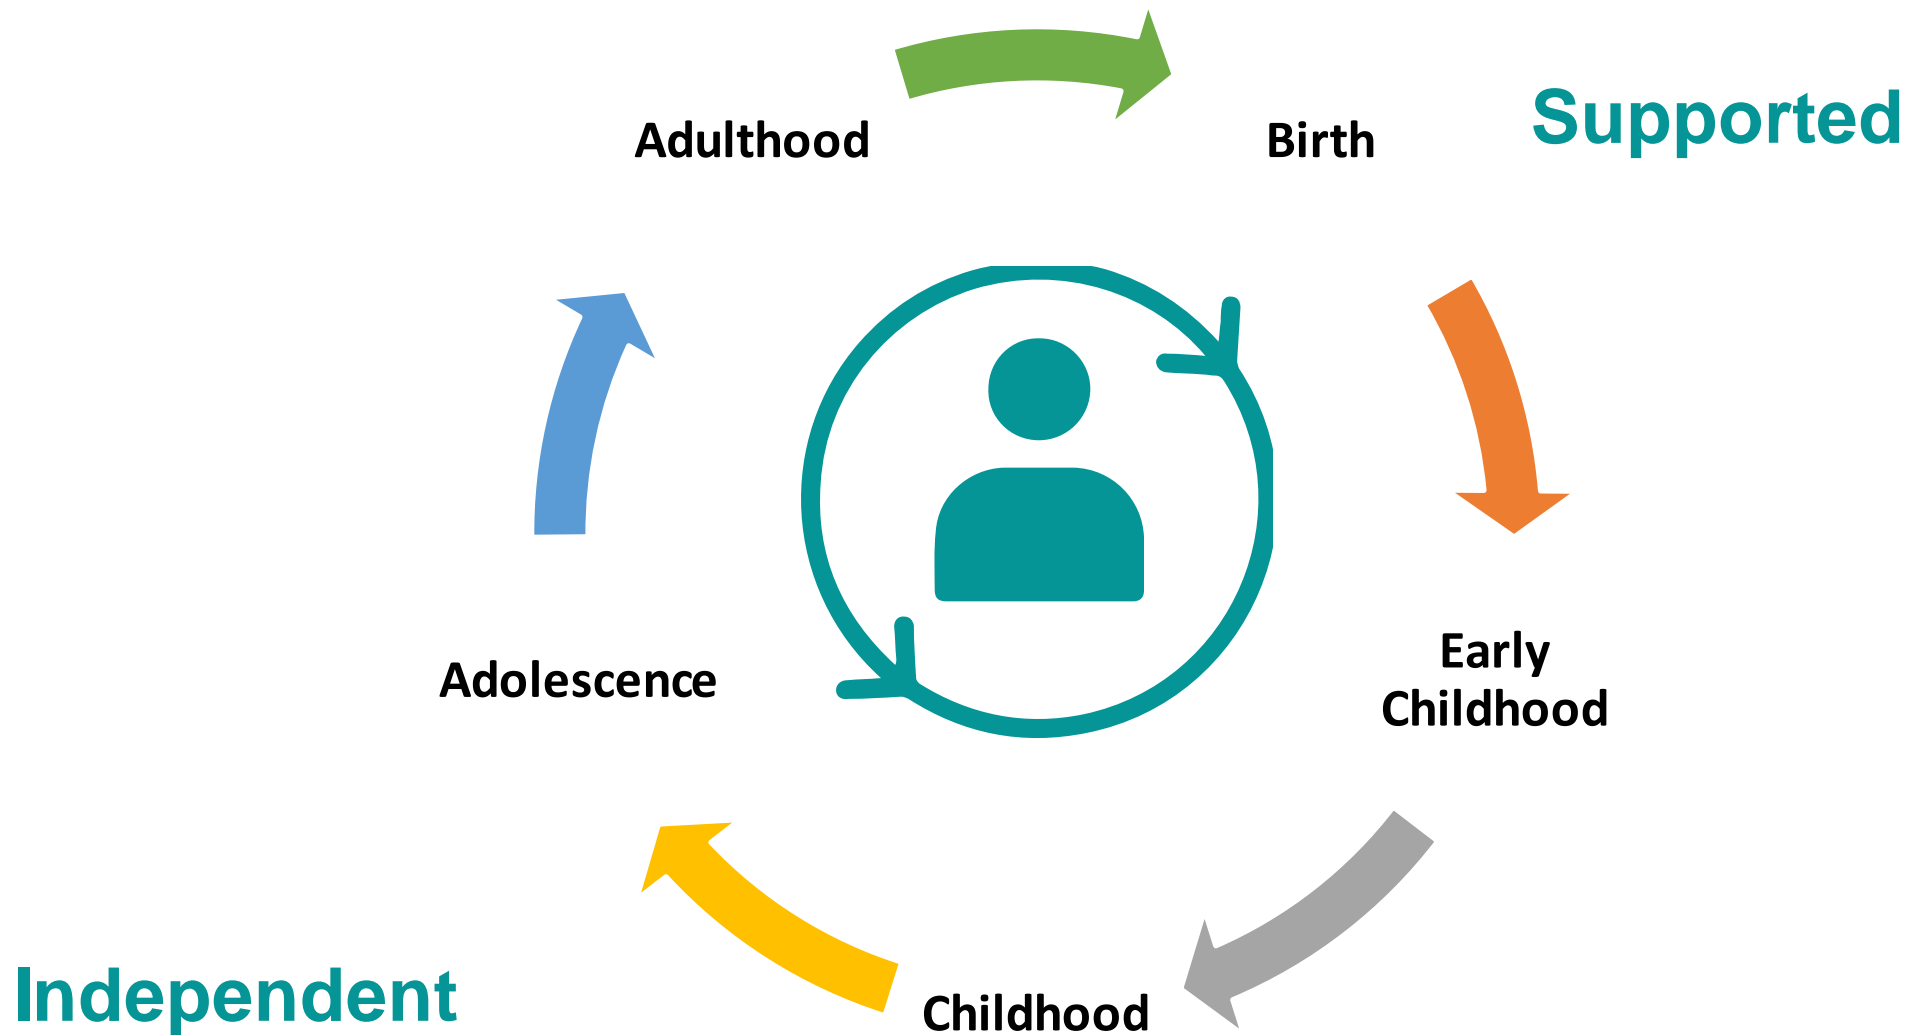 Supported
Adulthood
Birth
Early
Childhood
Adolescence
Independent
Childhood